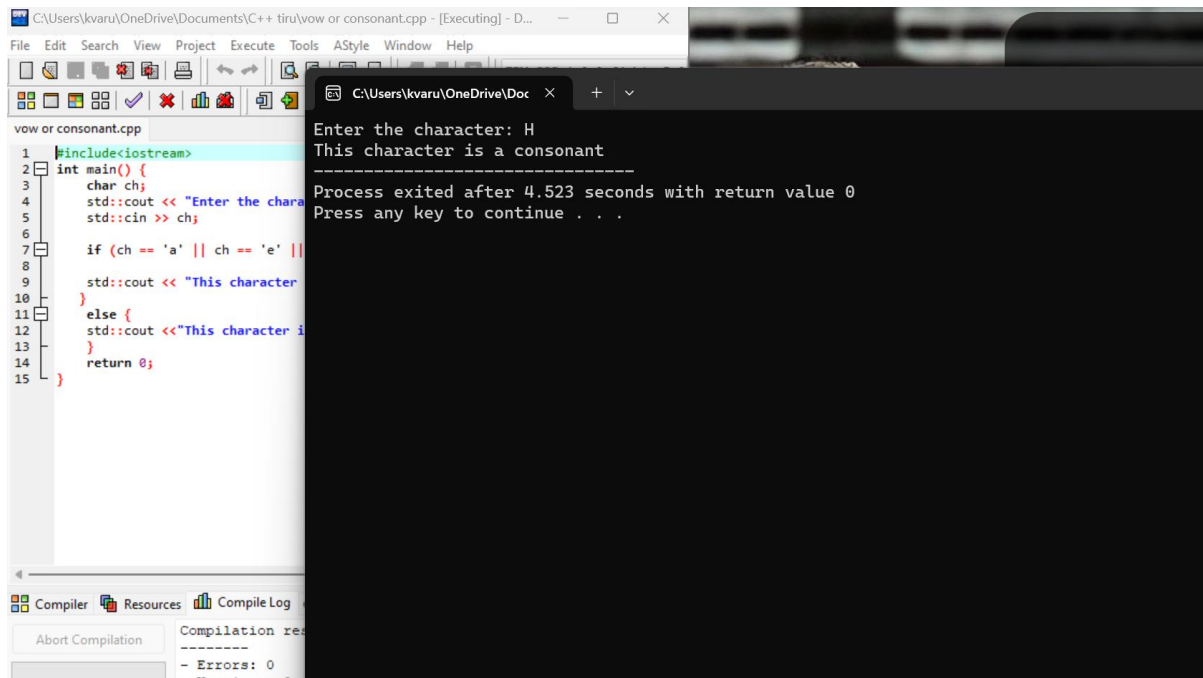 C:\Users\kvaru\OneDrive\Documents\C++ tiru\vow or consonant.cpp - [Executing] - D...
File Edit Search View Project Execute Tools AStyle Window Help
C:\Users\kvaru\OneDrive\Doc
vow or consonant.cpp
1 #include<iostream>
2 int main() {
3 char ch;
4 std::cout << "Enter the chara
5 std::cin >> ch;
6
7 if (ch == 'a' || ch == 'e' ||
8
9 std::cout << "This character
10 }
11 else {
12 std::cout <<"This character i
13 }
14 return 0;
15 }
Enter the character: H
This character is a consonant
--------------------------------
Process exited after 4.523 seconds with return value 0
Press any key to continue . . .
Compiler Resources Compile Log
Abort Compilation
Compilation res
--------
- Errors: 0